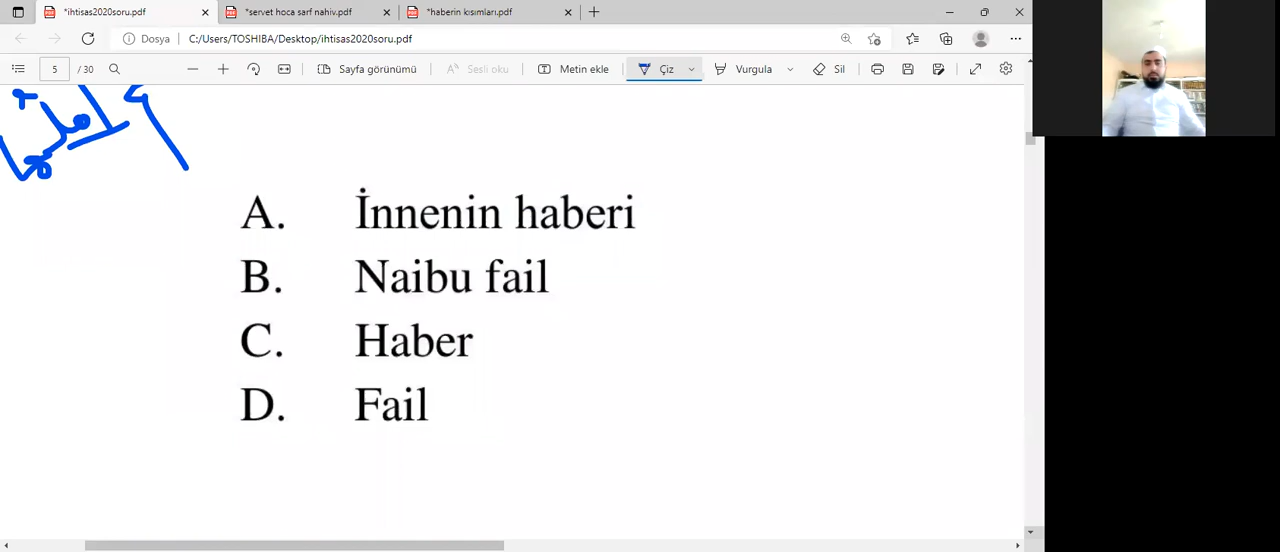 *ihtisas2020soru.pdf
*servet hoca sarf nahiv.pdf
*haberin kısımları.pdf
Dosya
C:/Users/TOSHIBA/Desktop/ihtisas2020soru.pdf
5 / 30
Sayfa görünümü
Sesli oku
Metin ekle
Çiz
Vurgula
Sil
A. İnnenin haberi
B. Naibu fail
C. Haber
D. Fail